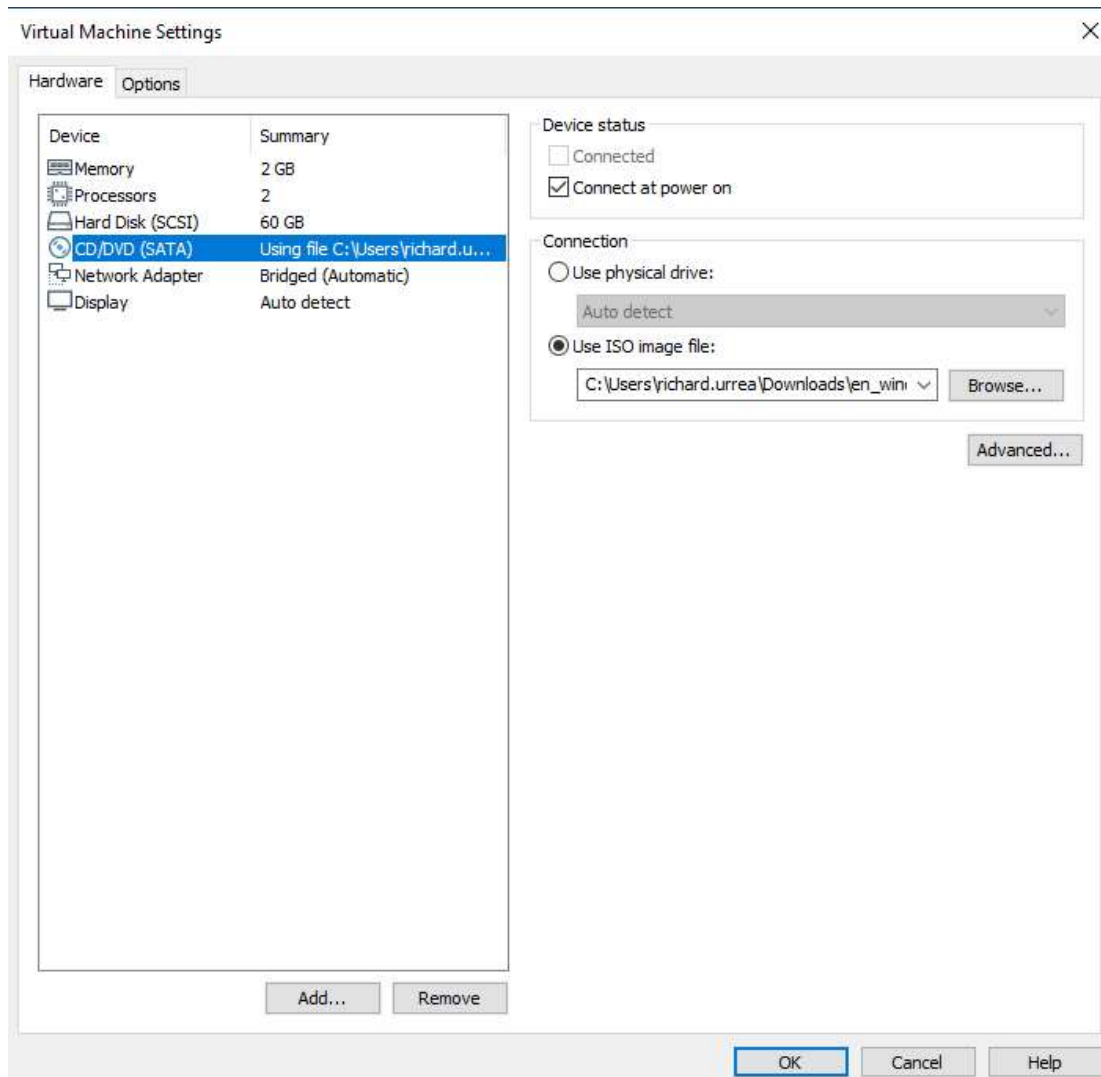 Virtual Machine Settings
Hardware Options
Device Summary
Memory 2 GB
Processors 2
Hard Disk (SCSI) 60 GB
CD/DVD (SATA) Using file C:\Users\richard.u...
Network Adapter Bridged (Automatic)
Display Auto detect
Add... Remove
Device status
Connected
Connect at power on
Connection
Use physical drive:
Auto detect
Use ISO image file:
C:\Users\richard.urrea\Downloads\en_win
Browse...
Advanced...
OK Cancel Help